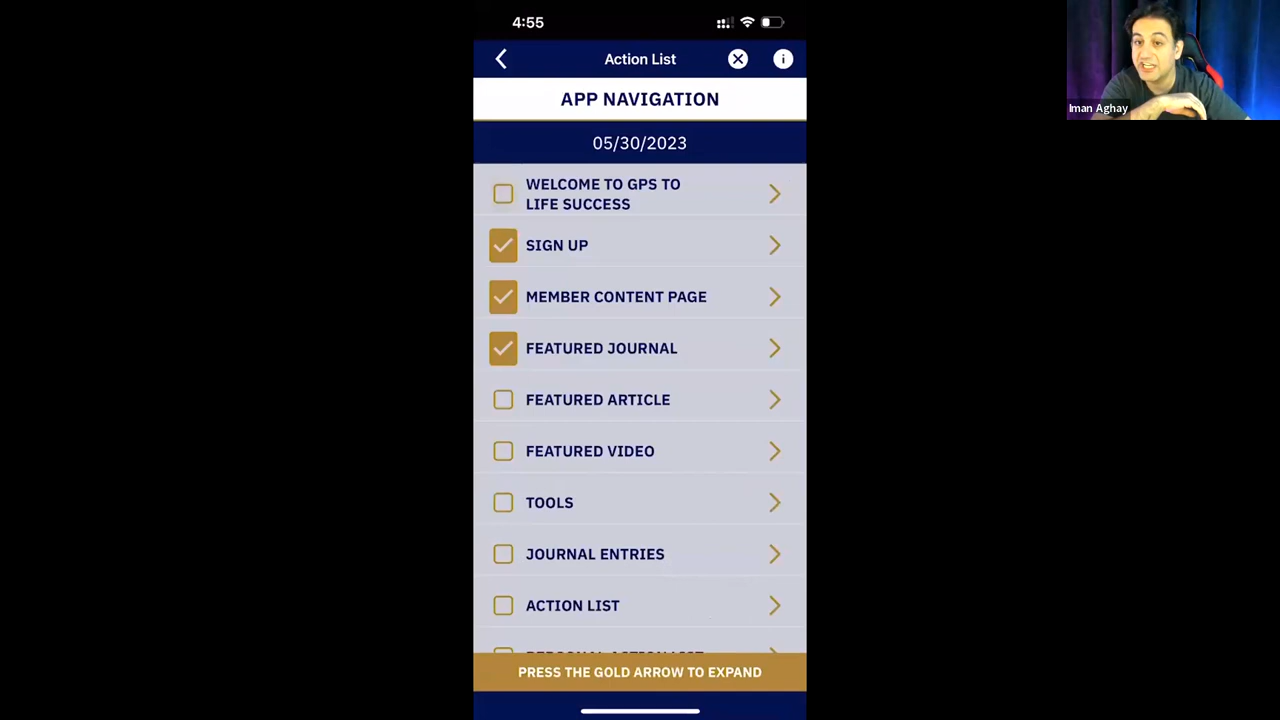 4:55
Action List
i
APP NAVIGATION
05/30/2023
WELCOME TO GPS TO
LIFE SUCCESS
SIGN UP
MEMBER CONTENT PAGE
FEATURED JOURNAL
FEATURED ARTICLE
FEATURED VIDEO
TOOLS
JOURNAL ENTRIES
ACTION LIST
PRESS THE GOLD ARROW TO EXPAND
Iman Aghay